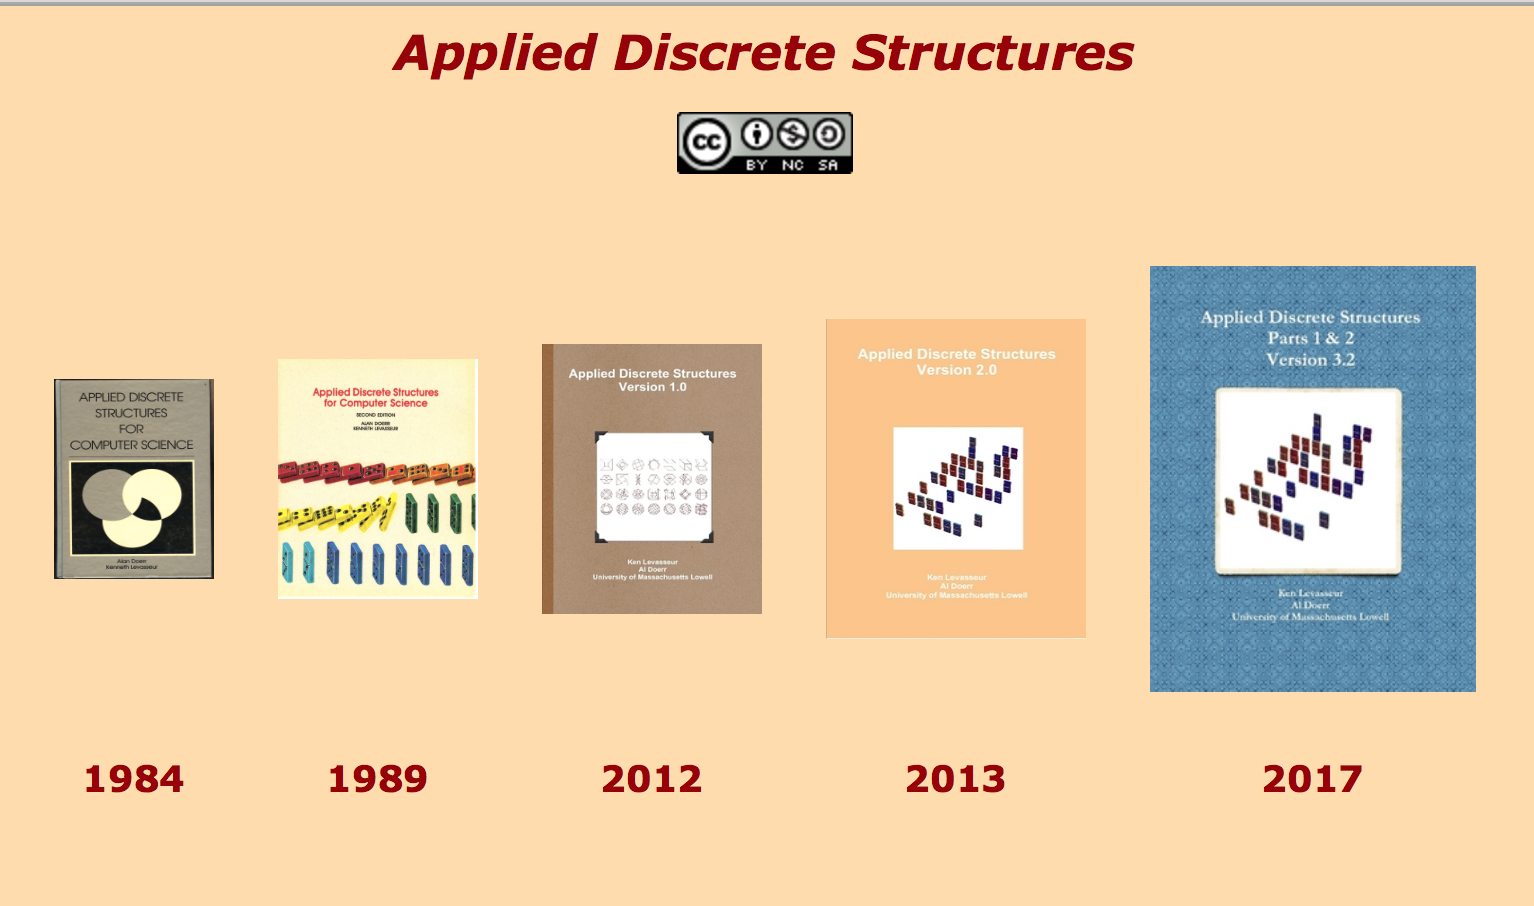 Applied Discrete Structures
cc
BY NC SA
APPLIED DISCRETE
STRUCTURES
FOR
COMPUTER SCIENCE
Alan Doerr
Kenneth Levasseur
Applied Discrete Structures
for Computer Science
SECOND EDITION
ALAN DOERR
KENNETH LEVASSEUR
Applied Discrete Structures
Version 1.0
Ken Levasseur
Al Doerr
University of Massachusetts Lowell
Applied Discrete Structures
Version 2.0
Ken Levasseur
Al Doerr
University of Massachusetts Lowell
Applied Discrete Structures
Parts 1 & 2
Version 3.2
Ken Levasseur
Al Doerr
University of Massachusetts Lowell
1984
1989
2012
2013
2017